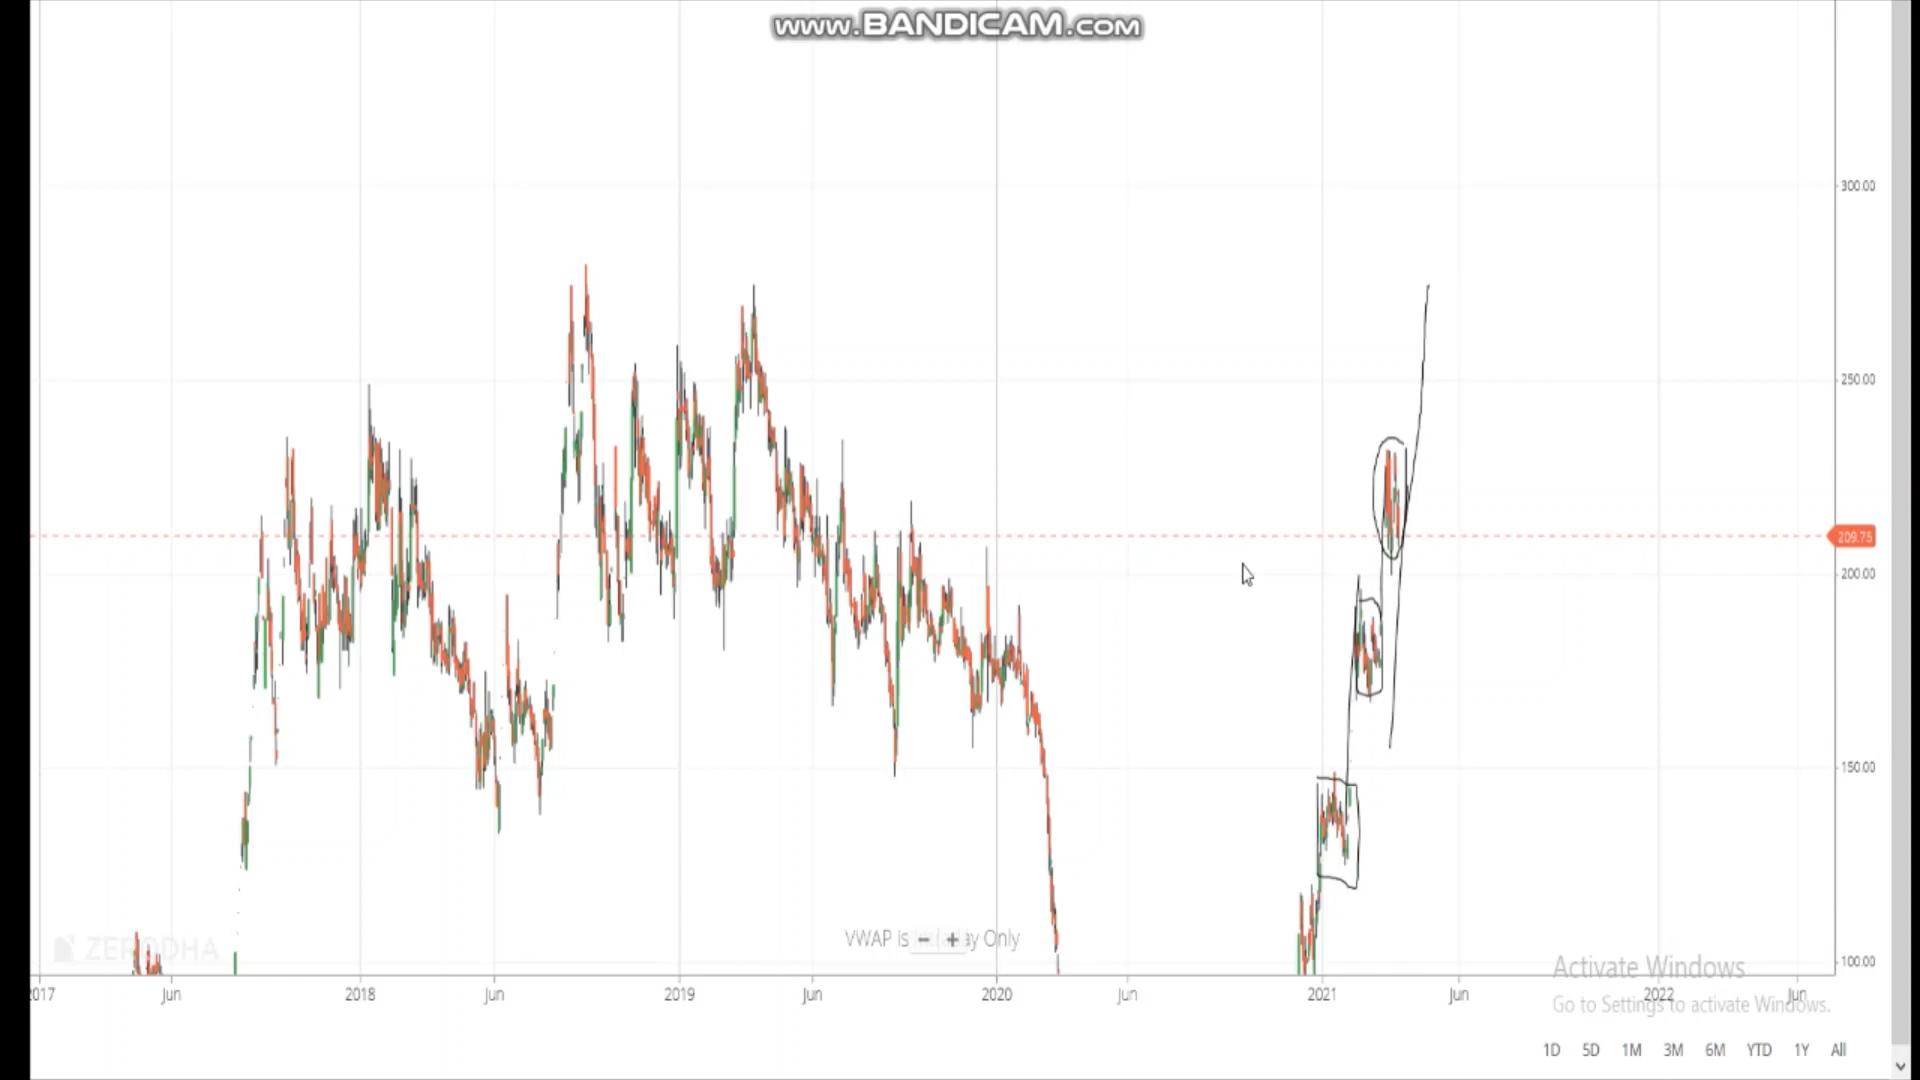 www.BANDICAM.com
300.00
250.00
209.75
200.00
150.00
VWAP is
ay Only
ZERODHA
100.00
Activate Windows
2017 Jun 2018 Jun 2019 Jun 2020 Jun 2021 Jun 2022 Jun
Go to Settings to activate Windows.
1D 5D 1M 3M 6M YTD 1Y All